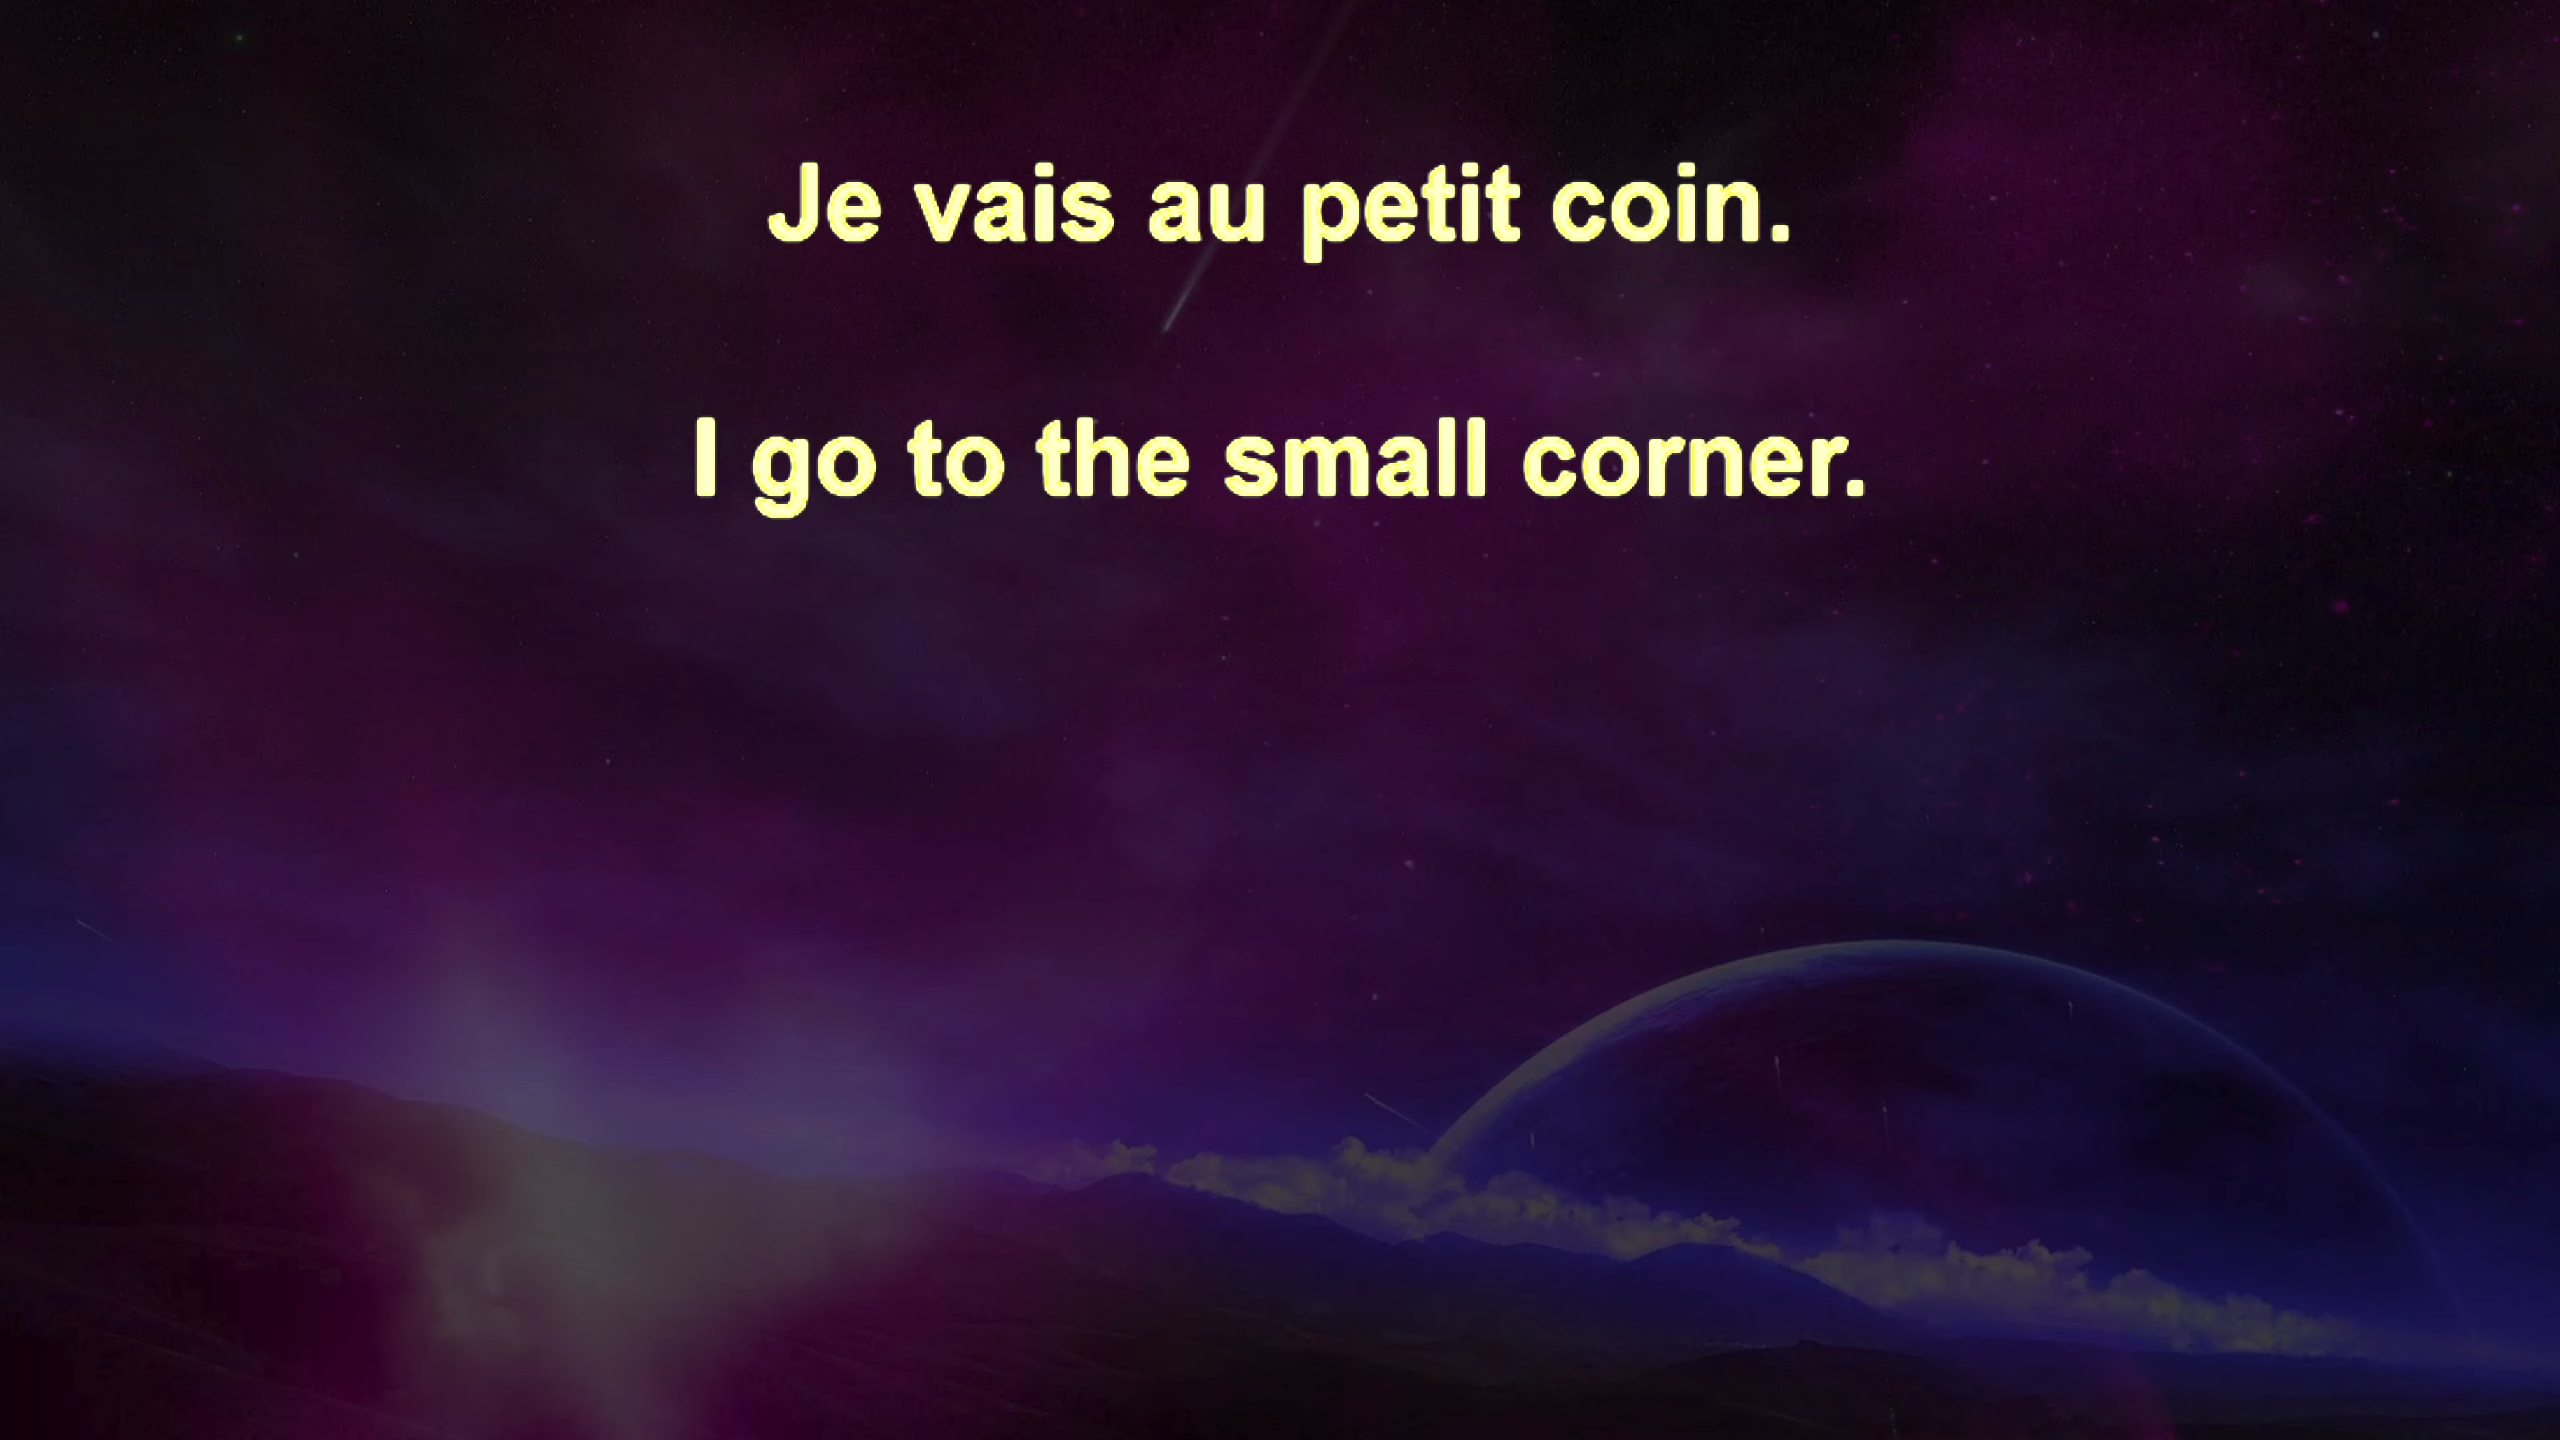 Je vais au petit coin.
I go to the small corner.